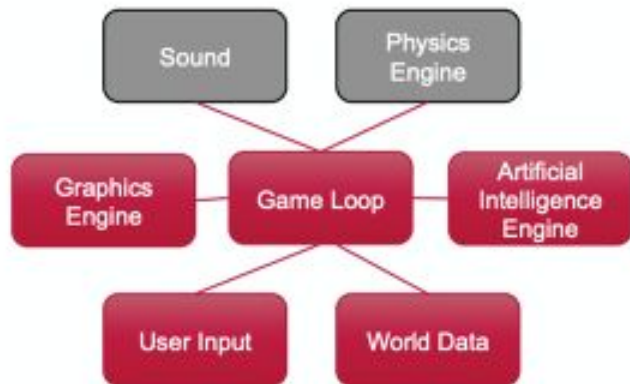 Sound
Physics
Engine
Graphics
Engine
Game Loop
Artificial
Intelligence
Engine
User Input
World Data